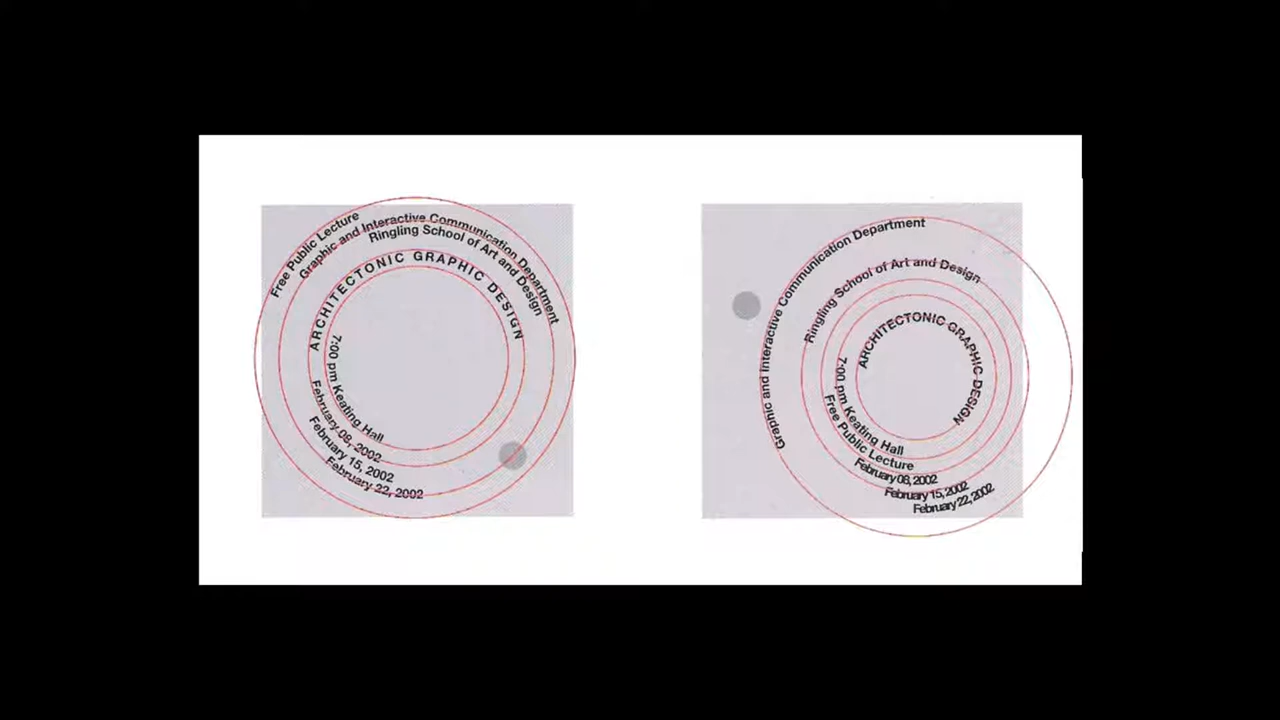 Free Public Lecture
Graphic and Interactive Communication Department
Ringling School of Art and Design
ARCHITECTONIC GRAPHIC DESIGN
7:00 pm Keating Hall
February 08, 2002
February 15, 2002
February 22, 2002
Graphic and Interactive Communication Department
Ringling School of Art and Design
ARCHITECTONIC GRAPHIC DESIGN
7:00 pm Keating Hall
Free Public Lecture
February 08, 2002
February 15, 2002
February 22, 2002